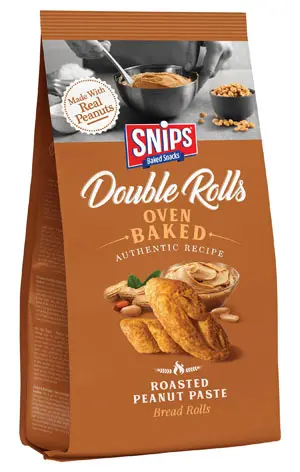 Made With
Real
Peanuts
SNIPS
Baked Snacks
Double Rolls
OVEN
BAKED
AUTHENTIC RECIPE
ROASTED
PEANUT PASTE
Bread Rolls